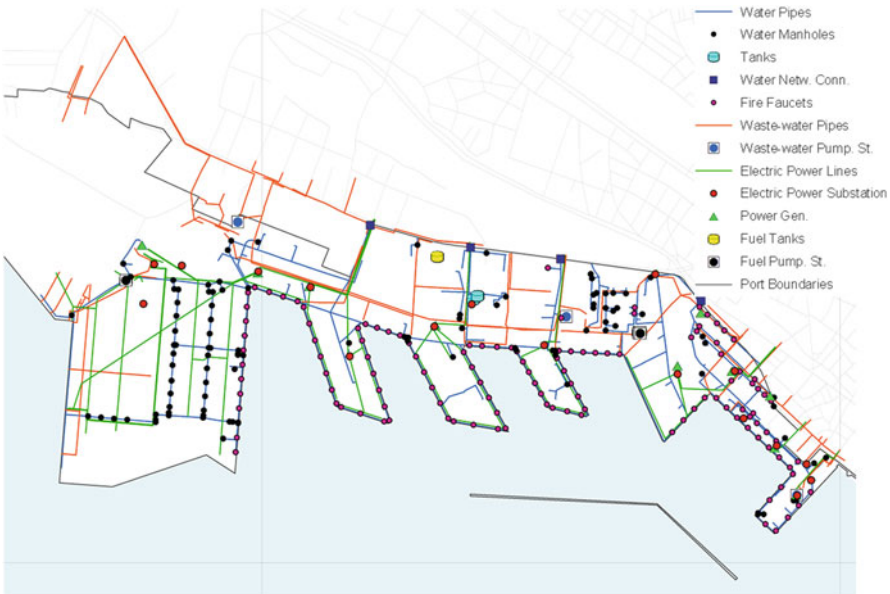 Water Pipes
Water Manholes
Tanks
Water Netw. Conn.
Fire Faucets
Waste-water Pipes
Waste-water Pump. St.
Electric Power Lines
Electric Power Substation
Power Gen.
Fuel Tanks
Fuel Pump. St.
Port Boundaries